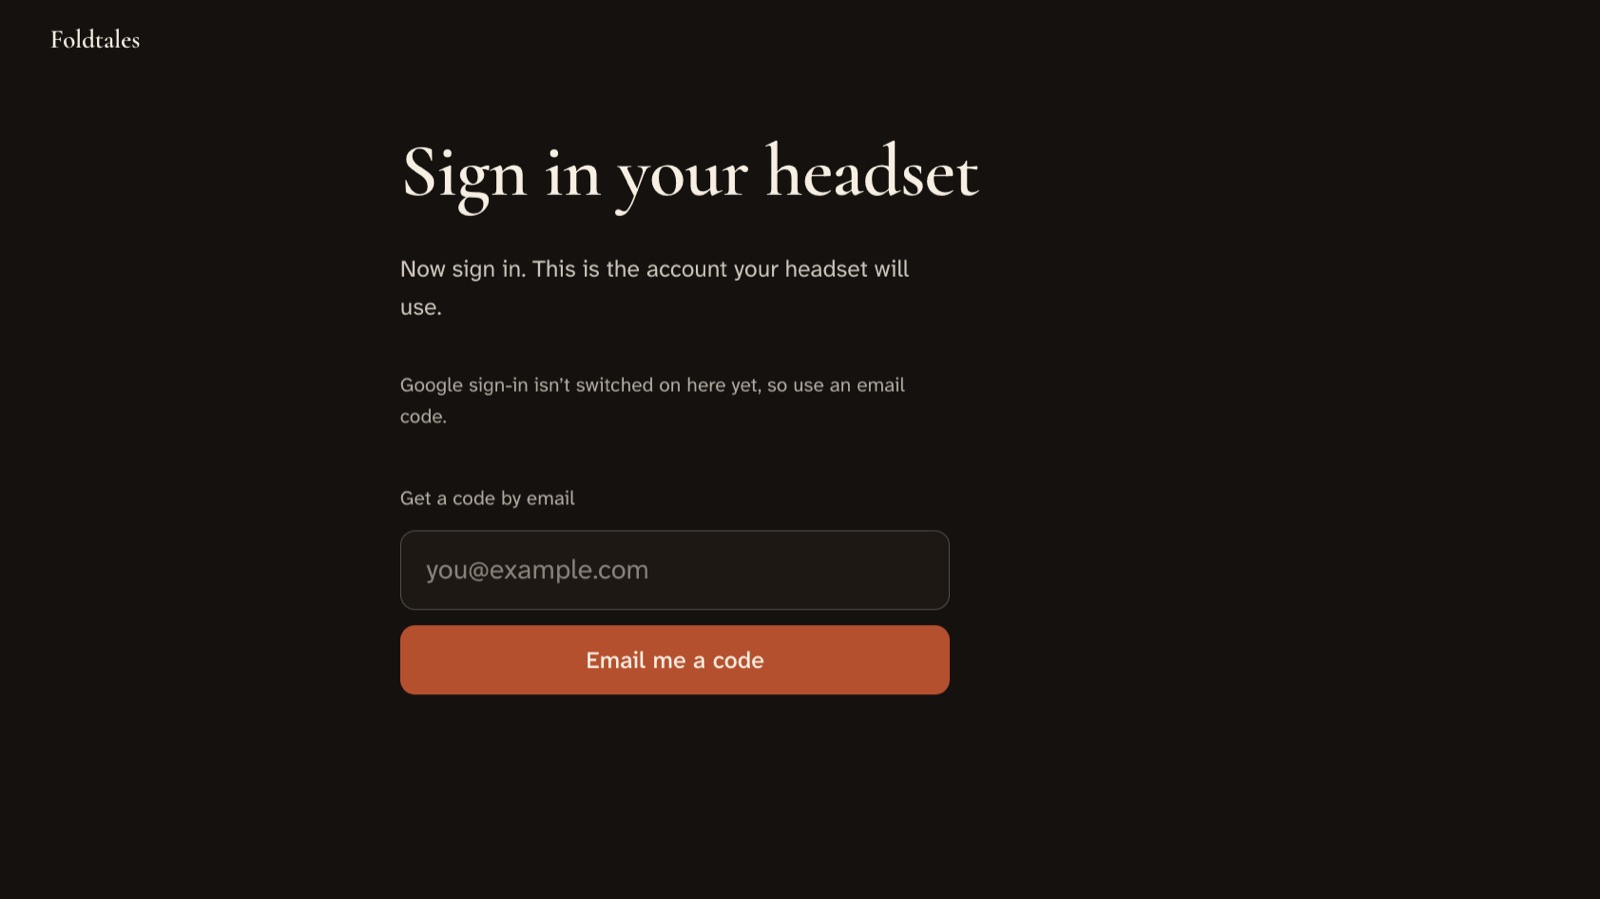 Foldtales
Sign in your headset
Now sign in. This is the account your headset will
use.
Google sign-in isn’t switched on here yet, so use an email
code.
Get a code by email
you@example.com
Email me a code